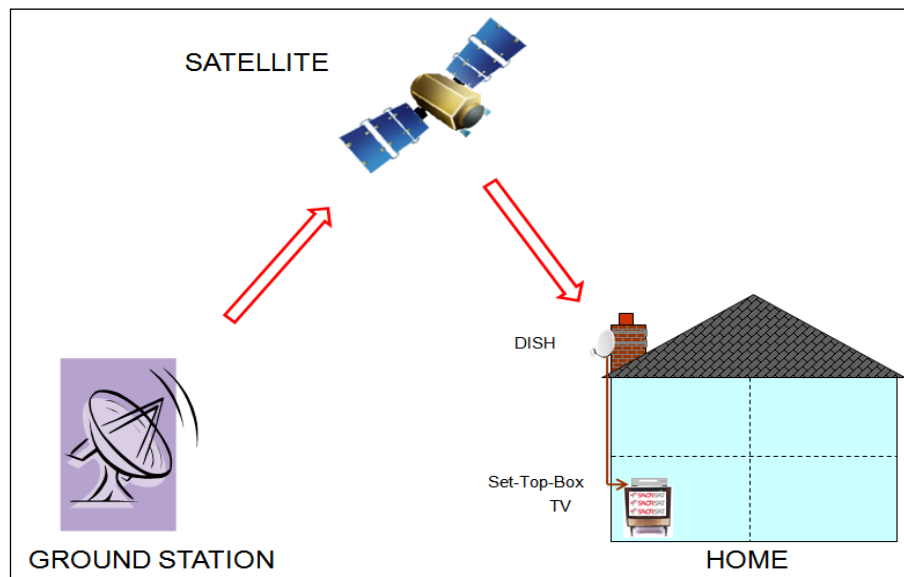 SATELLITE
DISH
Set-Top-Box
TV
GROUND STATION
HOME